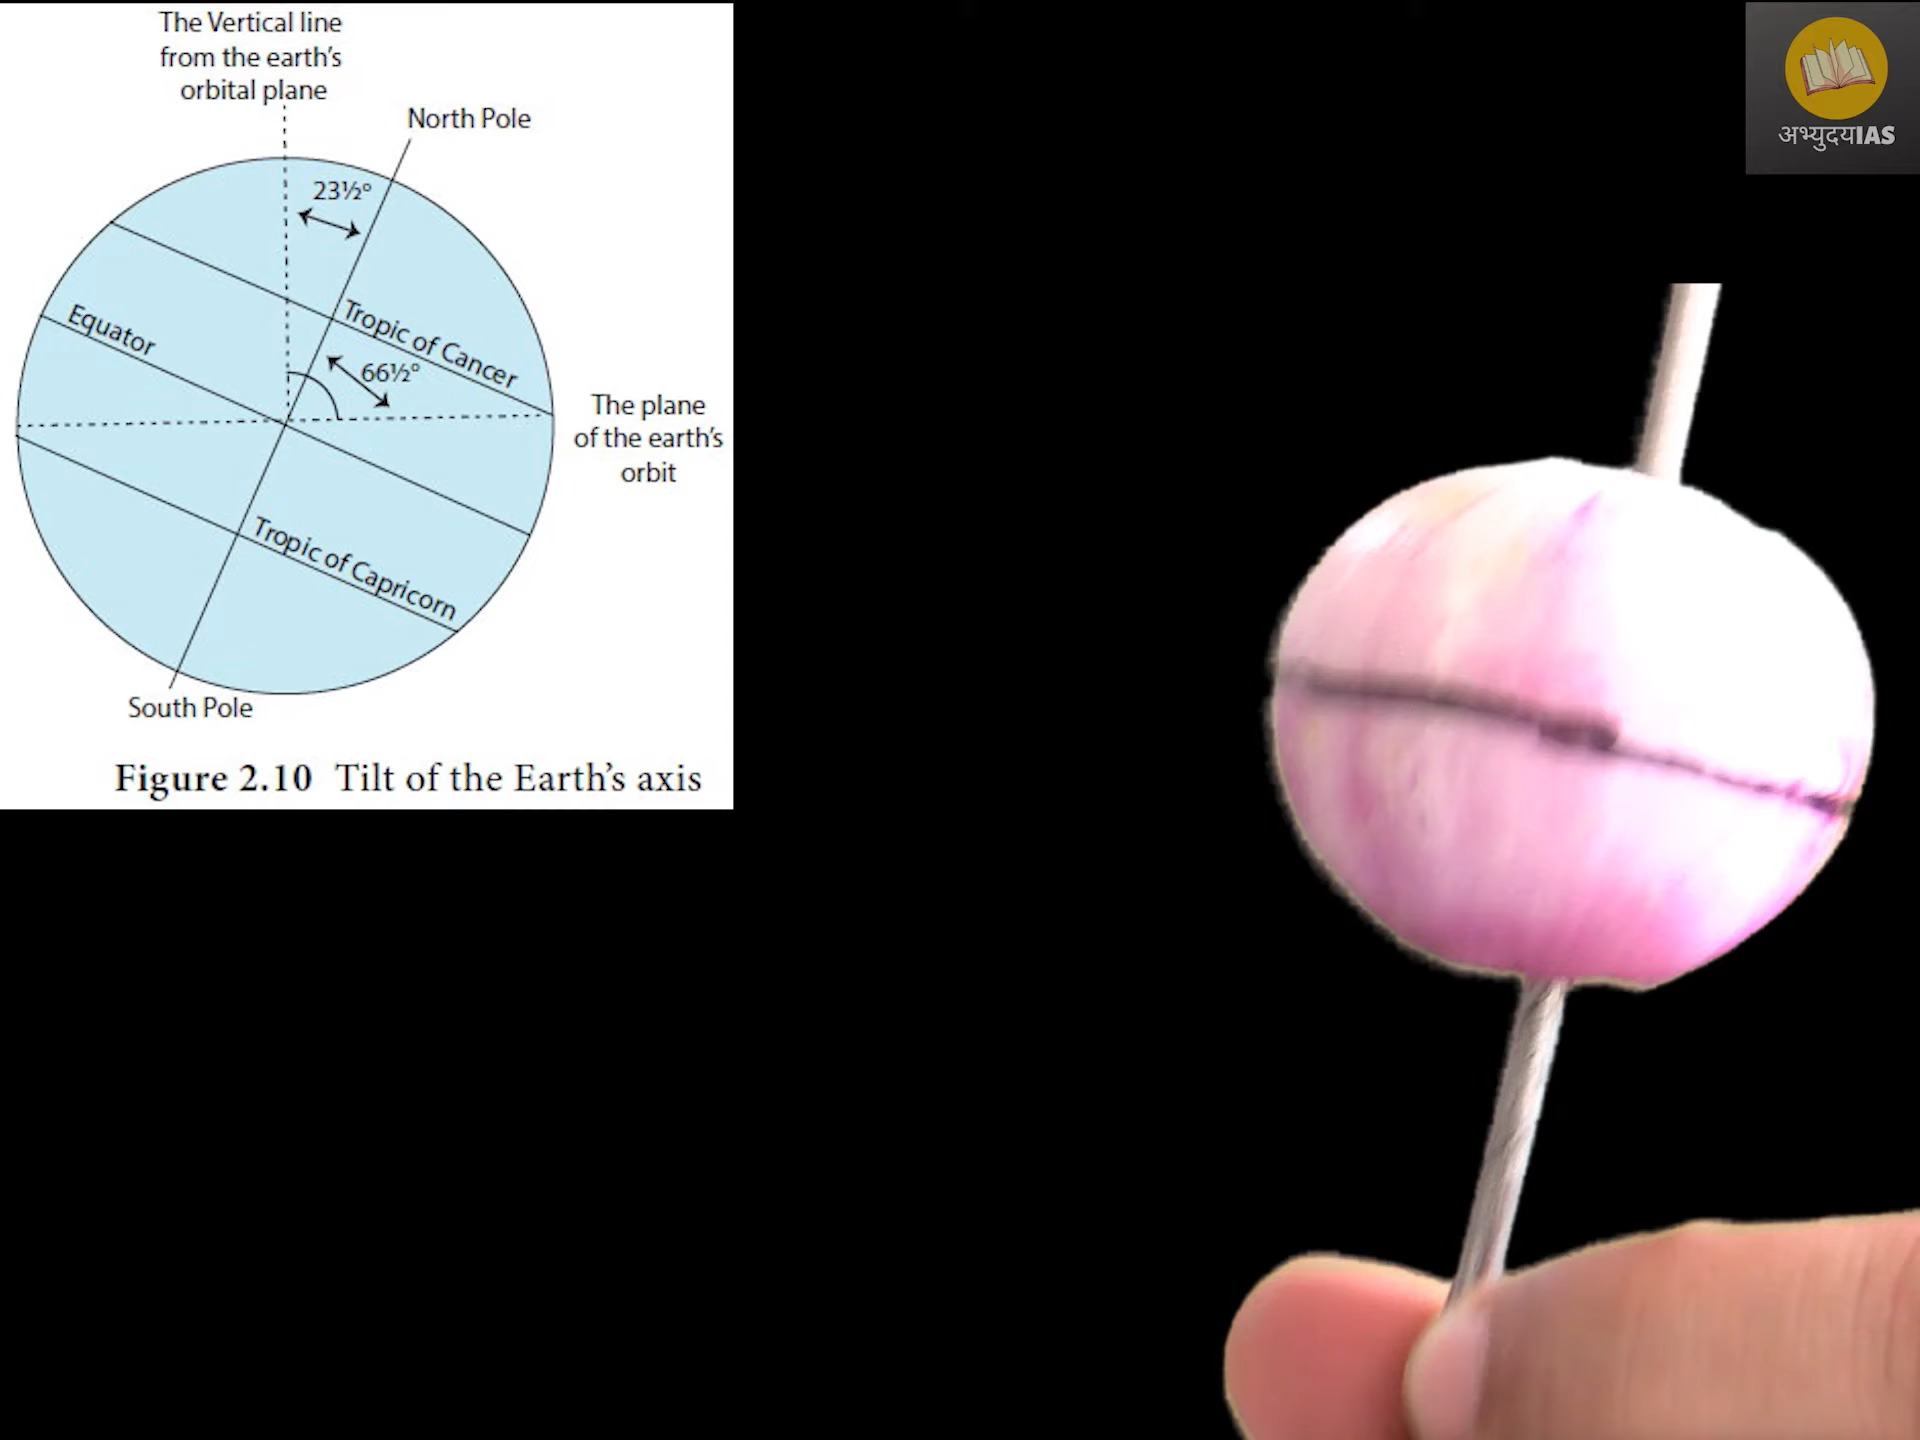 The Vertical line
from the earth's
orbital plane
North Pole
23½°
Tropic of Cancer
Equator
66½°
The plane
of the earth's
orbit
Tropic of Capricorn
South Pole
Figure 2.10 Tilt of the Earth's axis
अभ्युदयIAS